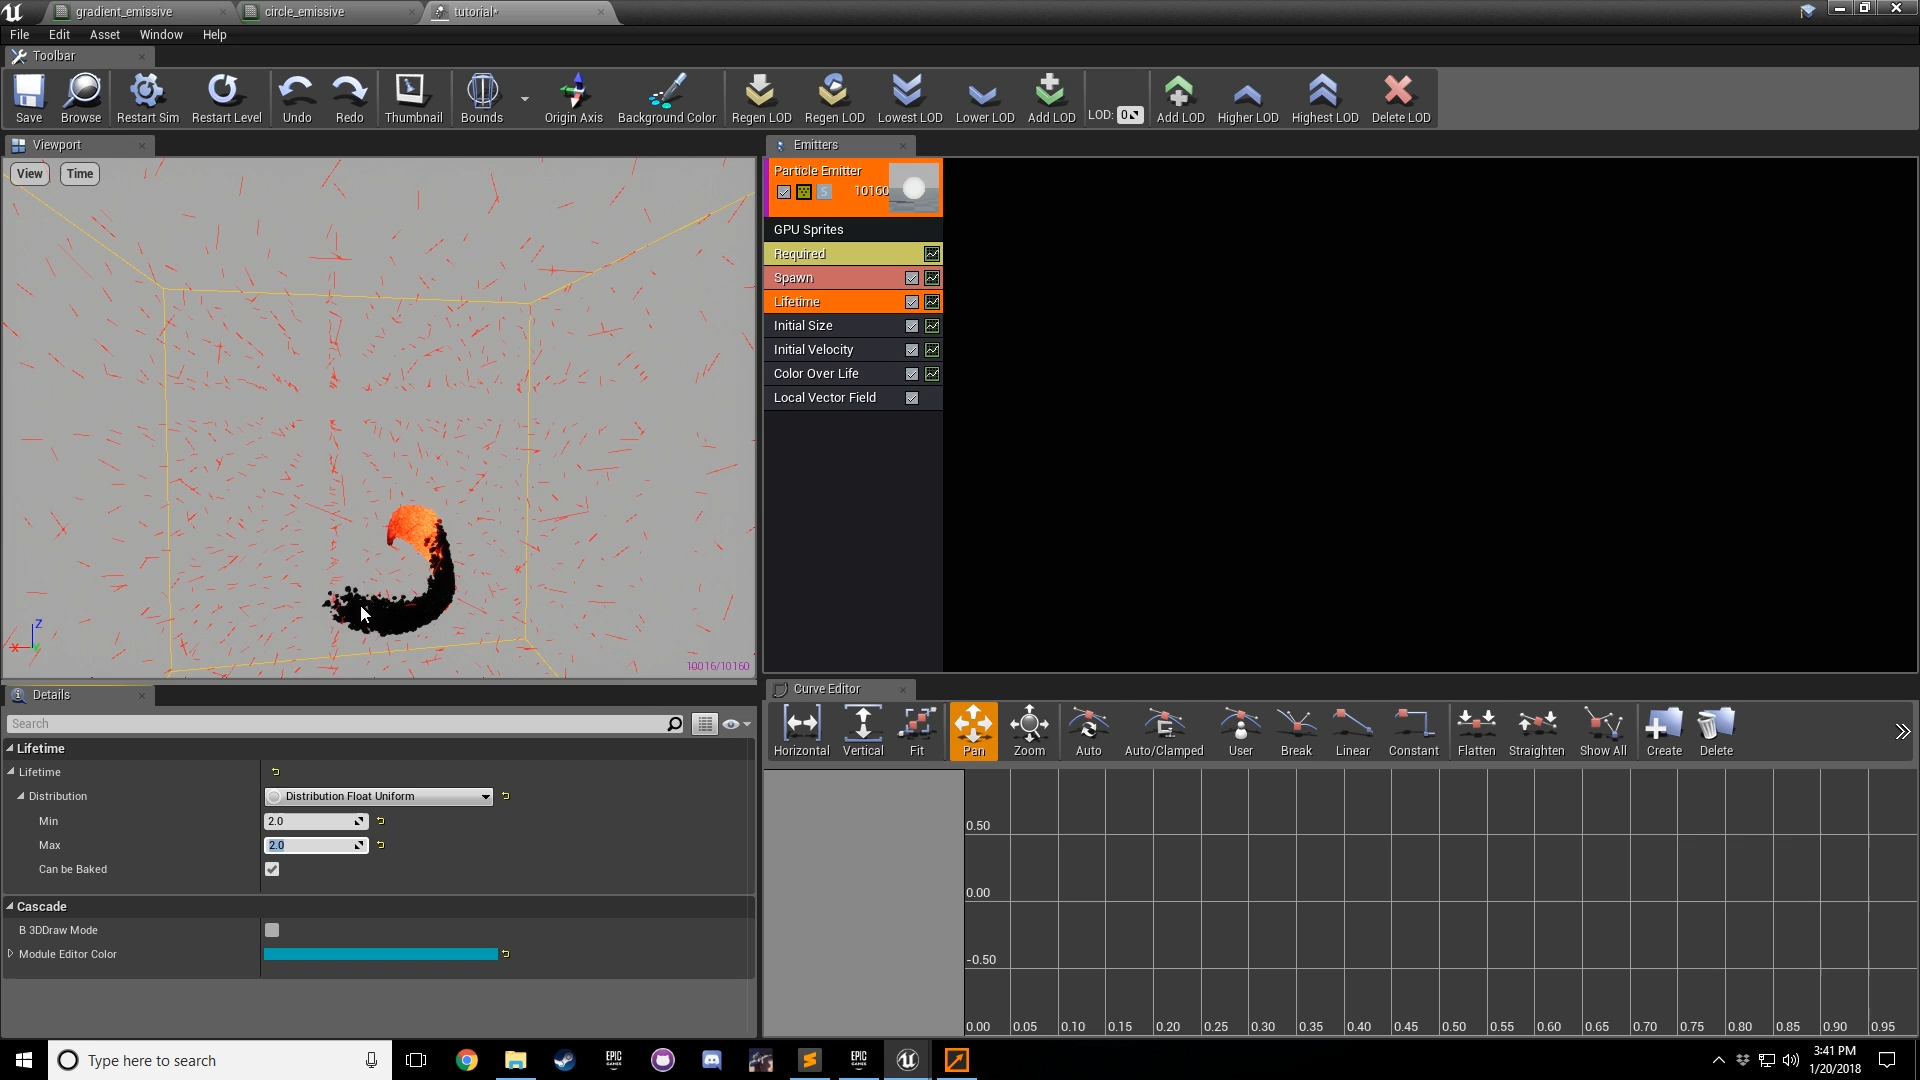 gradient_emissive
circle_emissive
tutorial*
File Edit Asset Window Help
Toolbar
Save Browse Restart Sim Restart Level Undo Redo Thumbnail Bounds Origin Axis Background Color Regen LOD Regen LOD Lowest LOD Lower LOD Add LOD LOD: 0 Add LOD Higher LOD Highest LOD Delete LOD
Viewport
View Time
Z
X
10016/10160
Emitters
Particle Emitter
S 10160
GPU Sprites
Required
Spawn
Lifetime
Initial Size
Initial Velocity
Color Over Life
Local Vector Field
Details
Search
Lifetime
Lifetime
Distribution Distribution Float Uniform
Min 2.0
Max 2.0
Can be Baked
Cascade
B 3DDraw Mode
Module Editor Color
Curve Editor
Horizontal Vertical Fit Pan Zoom Auto Auto/Clamped User Break Linear Constant Flatten Straighten Show All Create Delete
0.50
0.00
-0.50
0.00 0.05 0.10 0.15 0.20 0.25 0.30 0.35 0.40 0.45 0.50 0.55 0.60 0.65 0.70 0.75 0.80 0.85 0.90 0.95
Type here to search
EPIC
GAMES
EPIC
GAMES
3:41 PM
1/20/2018